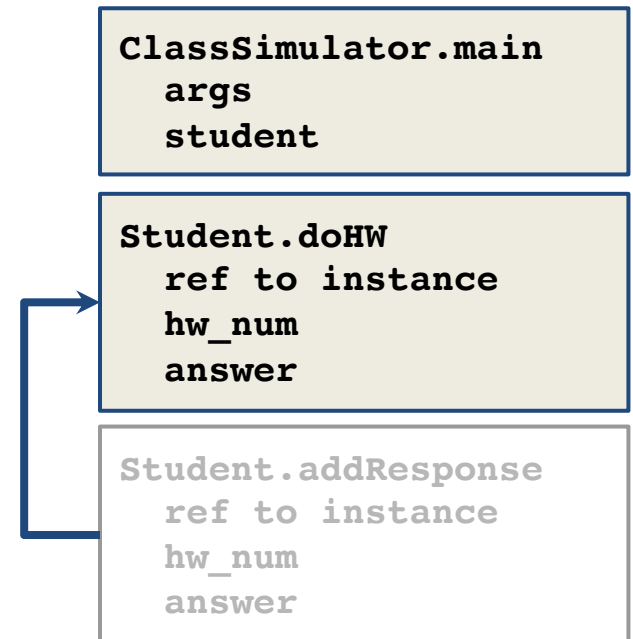 ClassSimulator.main
args
student
Student.doHW
ref to instance
hw_num
answer
Student.addResponse
ref to instance
hw_num
answer